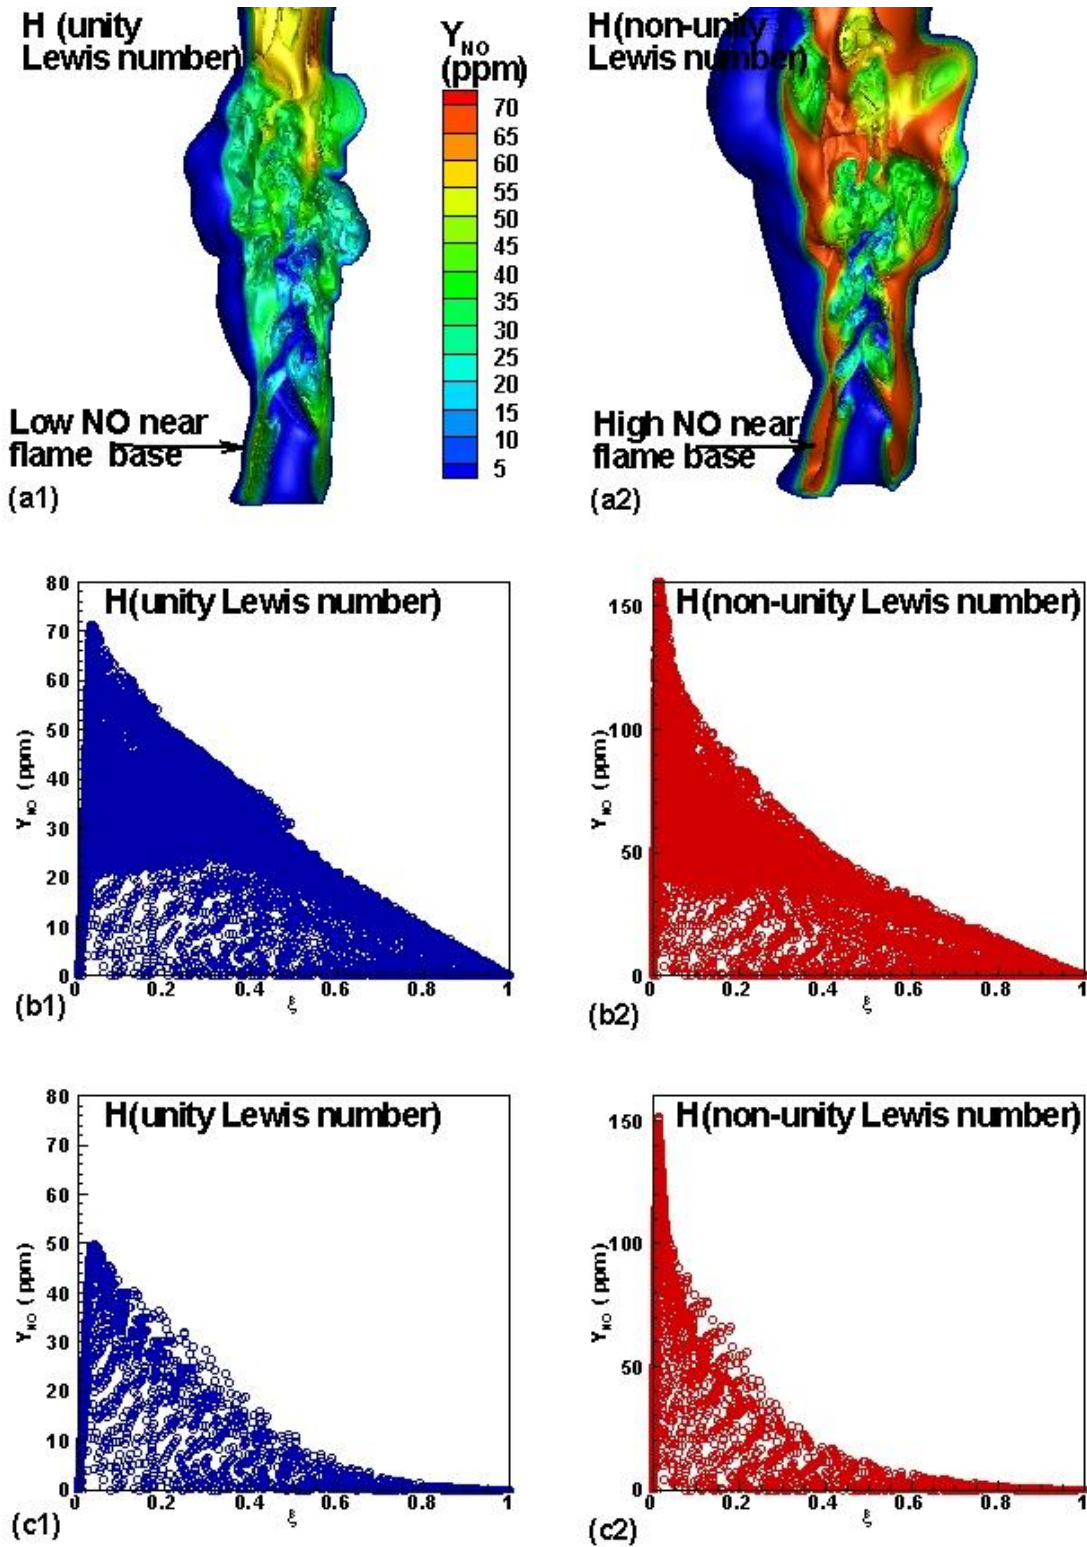 H (unity
Lewis number)
Y_NO
(ppm)
70
65
60
55
50
45
40
35
30
25
20
15
10
5
Low NO near
flame base
(a1)
H(non-unity
Lewis number)
High NO near
flame base
(a2)
H(unity Lewis number)
Y_NO (ppm)
80
70
60
50
40
30
20
10
0
0 0.2 0.4 0.6 0.8 1
ξ
(b1)
H(non-unity Lewis number)
Y_NO (ppm)
150
100
50
0
0 0.2 0.4 0.6 0.8 1
ξ
(b2)
H(unity Lewis number)
Y_NO (ppm)
80
70
60
50
40
30
20
10
0
0 0.2 0.4 0.6 0.8 1
ξ
(c1)
H(non-unity Lewis number)
Y_NO (ppm)
150
100
50
0
0 0.2 0.4 0.6 0.8 1
ξ
(c2)